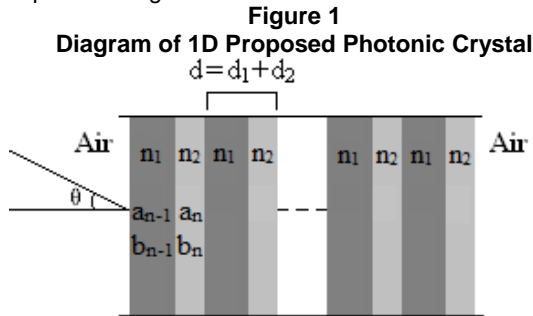 Figure 1
Diagram of 1D Proposed Photonic Crystal
d=d₁+d₂
Air n₁ n₂ n₁ n₂ n₁ n₂ n₁ n₂ Air
θ
aₙ₋₁ aₙ
bₙ₋₁ bₙ